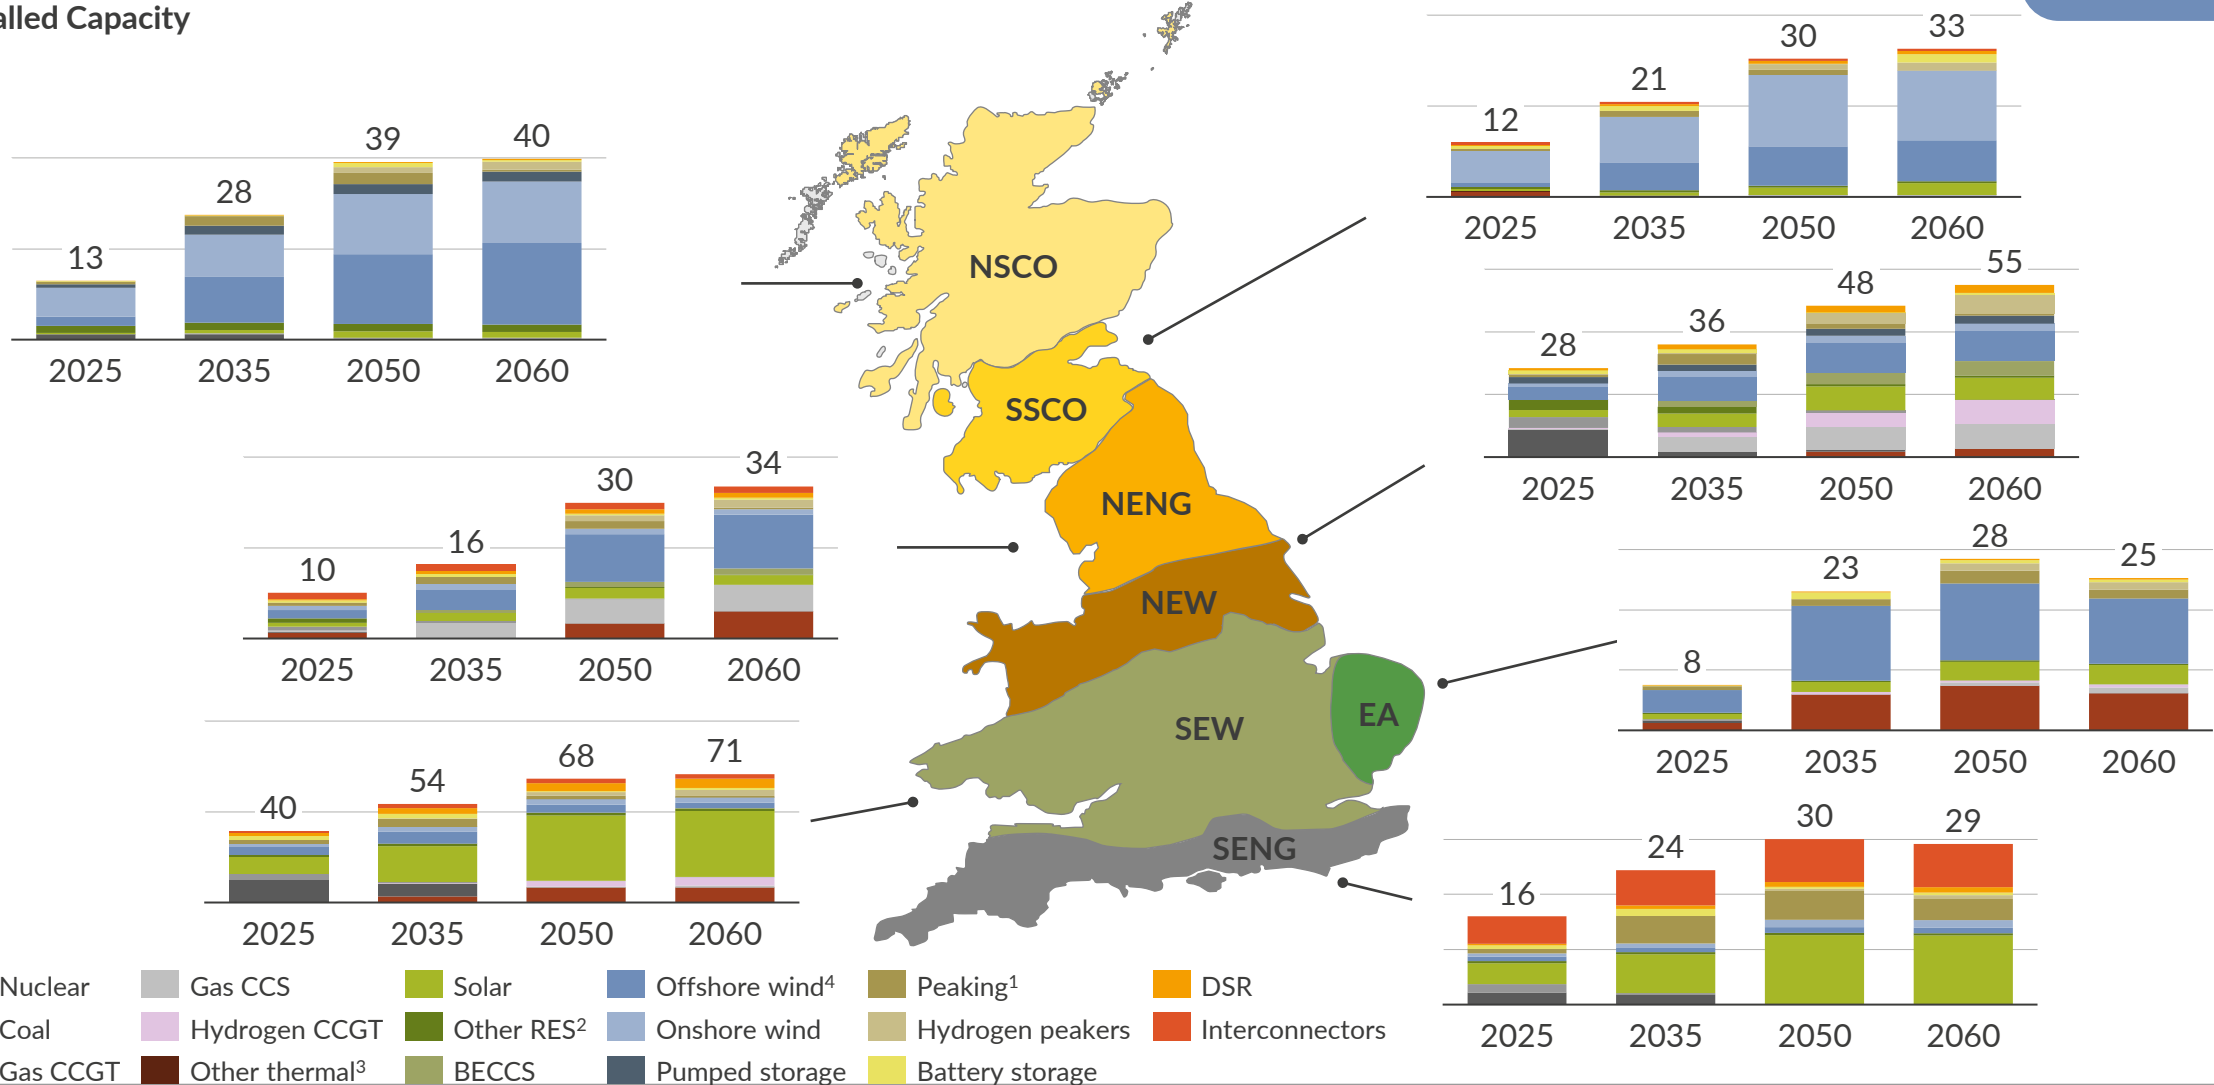 alled Capacity
13
28
39
40
2025
2035
2050
2060
12
21
30
33
2025
2035
2050
2060
28
36
48
55
2025
2035
2050
2060
10
16
30
34
2025
2035
2050
2060
8
23
28
25
2025
2035
2050
2060
40
54
68
71
2025
2035
2050
2060
16
24
30
29
2025
2035
2050
2060
NSCO
SSCO
NENG
NEW
SEW
EA
SENG
Nuclear
Gas CCS
Solar
Offshore wind⁴
Peaking¹
DSR
Coal
Hydrogen CCGT
Other RES²
Onshore wind
Hydrogen peakers
Interconnectors
Gas CCGT
Other thermal³
BECCS
Pumped storage
Battery storage